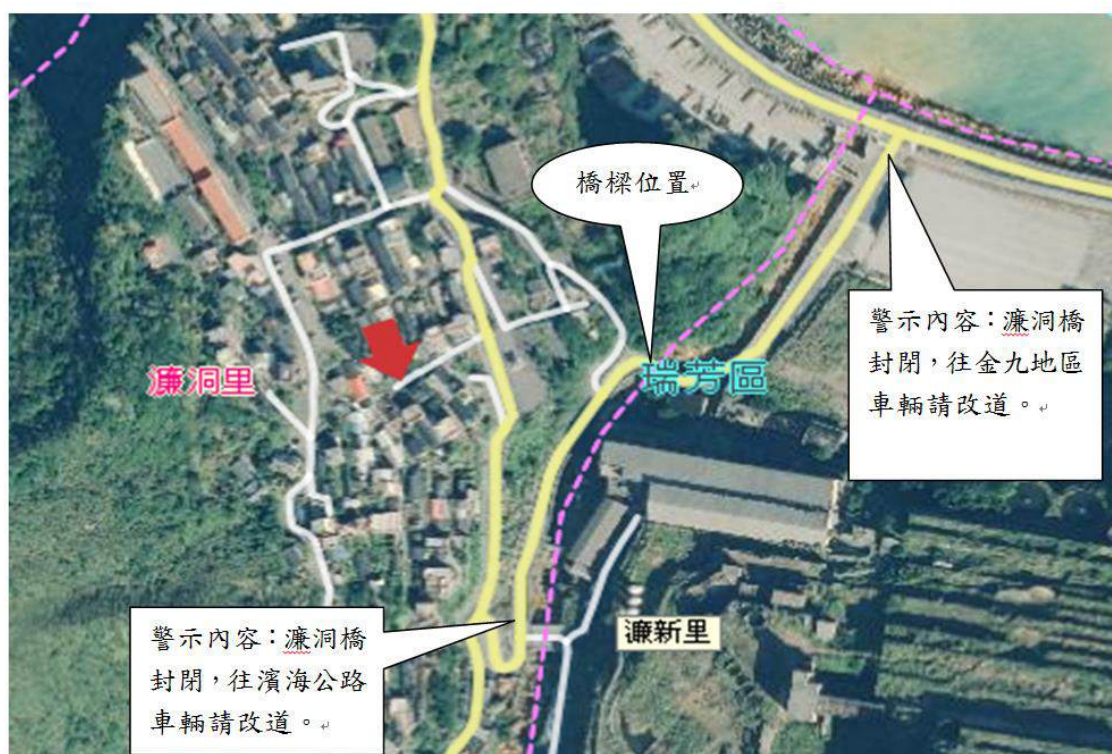 橋樑位置
警示內容：濂洞橋
封閉，往金九地區
車輛請改道。
瑞芳區
濂洞里
濂新里
警示內容：濂洞橋
封閉，往濱海公路
車輛請改道。